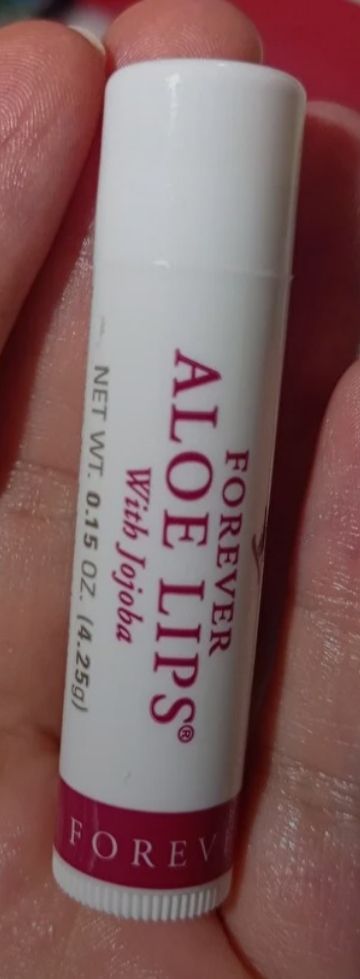 FOREVER
ALOE LIPS®
With Jojoba
NET WT. 0.15 OZ. (4.25g)
FOREV